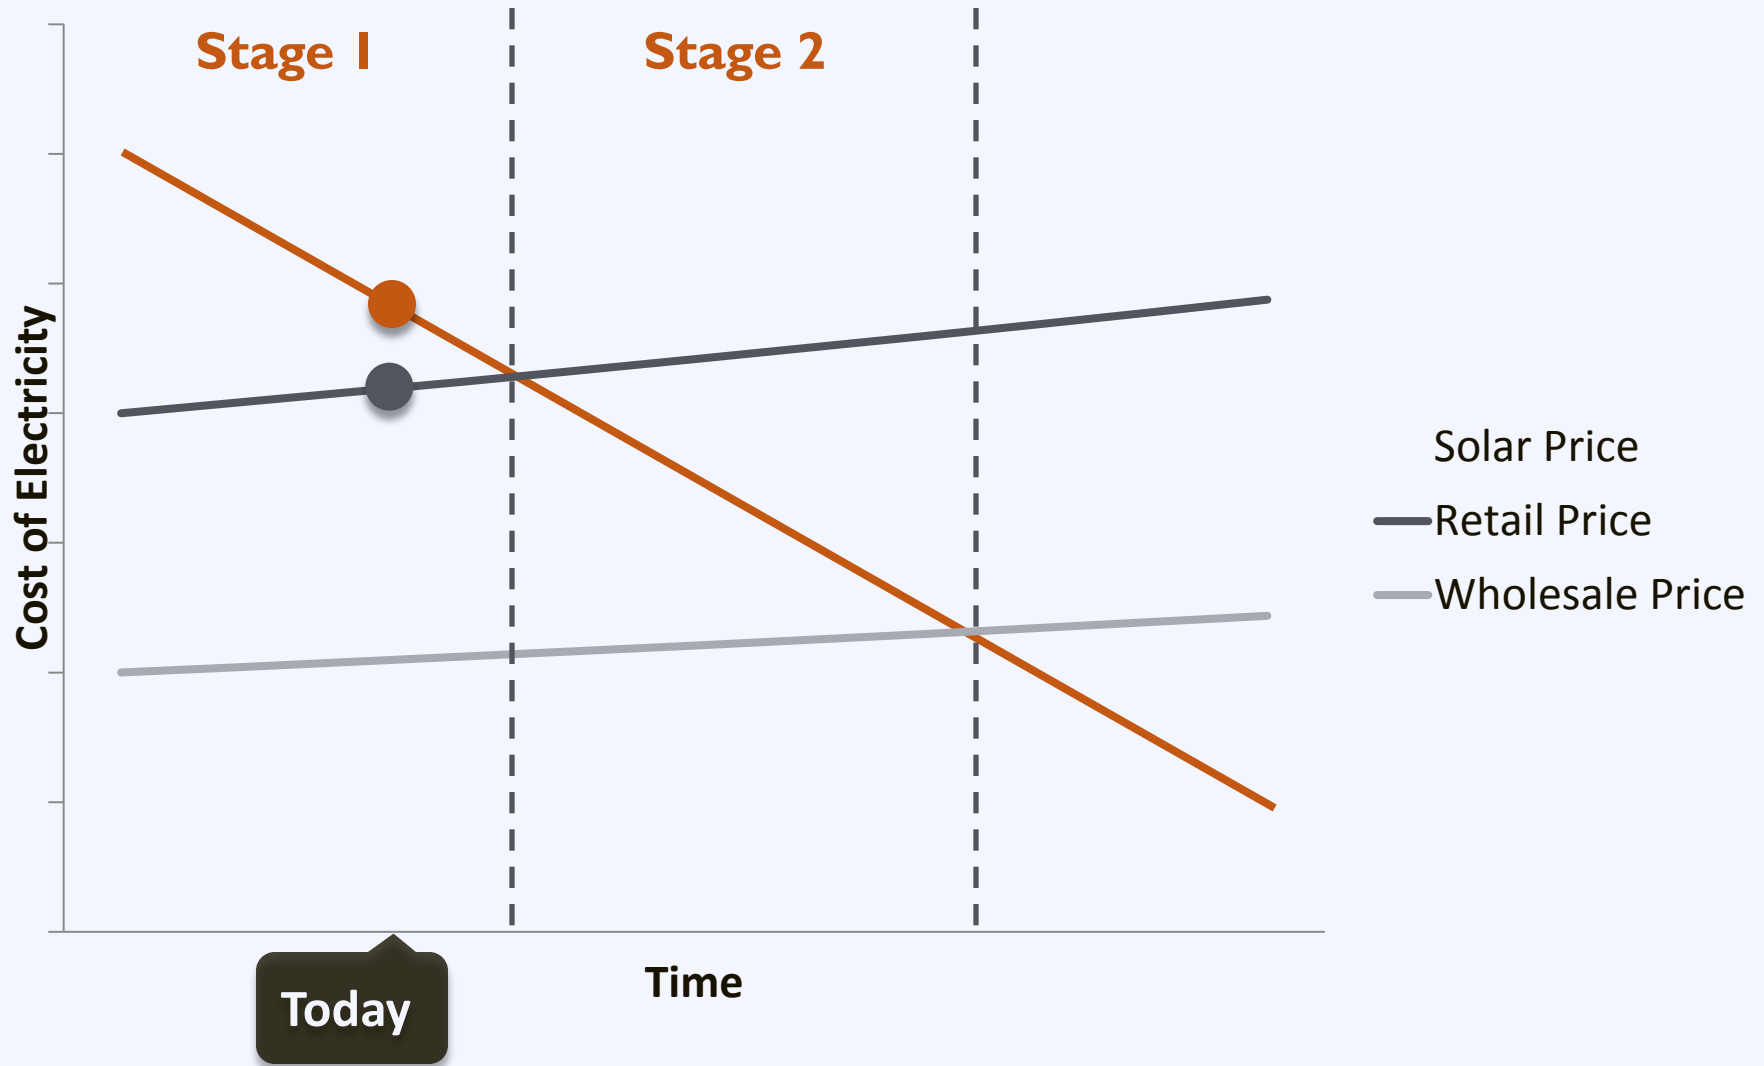 Stage 1
Stage 2
Cost of Electricity
Solar Price
Retail Price
Wholesale Price
Time
Today